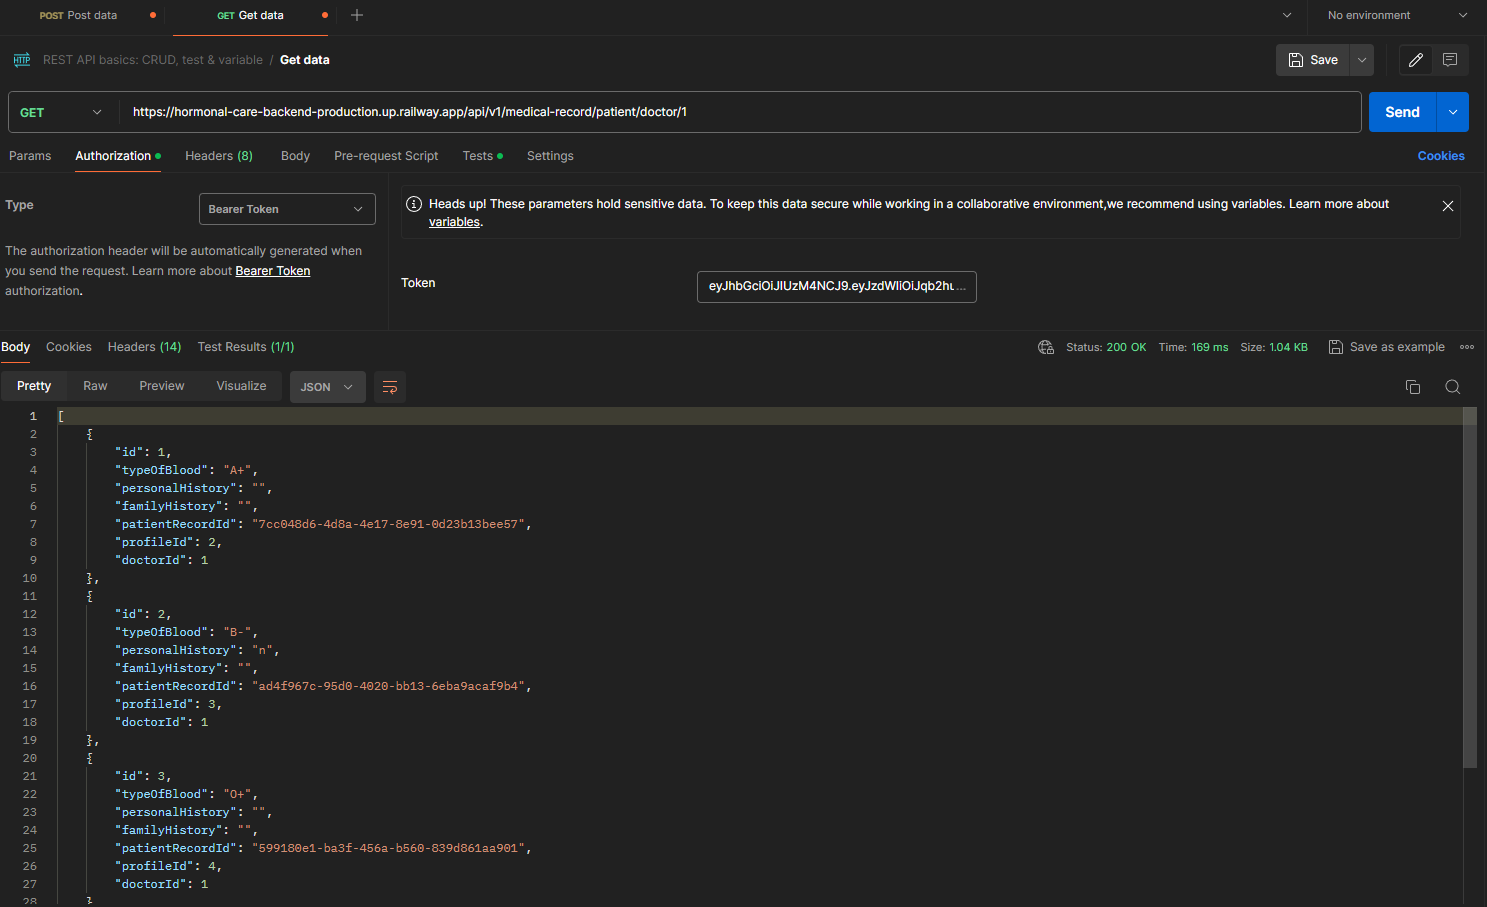 POST Post data
GET Get data
No environment
HTTP REST API basics: CRUD, test & variable / Get data
Save
GET
https://hormonal-care-backend-production.up.railway.app/api/v1/medical-record/patient/doctor/1
Send
Params Authorization Headers (8) Body Pre-request Script Tests Settings
Cookies
Type
Bearer Token
The authorization header will be automatically generated when
you send the request. Learn more about Bearer Token
authorization.
Heads up! These parameters hold sensitive data. To keep this data secure while working in a collaborative environment,we recommend using variables. Learn more about
variables.
Token
eyJhbGciOiJIUzM4NCJ9.eyJzdWIiOiJqb2hu...
Body Cookies Headers (14) Test Results (1/1)
Status: 200 OK Time: 169 ms Size: 1.04 KB
Save as example
Pretty Raw Preview Visualize JSON
1 [
2 {
3 "id": 1,
4 "typeOfBlood": "A+",
5 "personalHistory": "",
6 "familyHistory": "",
7 "patientRecordId": "7cc048d6-4d8a-4e17-8e91-0d23b13bee57",
8 "profileId": 2,
9 "doctorId": 1
10 },
11 {
12 "id": 2,
13 "typeOfBlood": "B-",
14 "personalHistory": "n",
15 "familyHistory": "",
16 "patientRecordId": "ad4f967c-95d0-4020-bb13-6eba9acaf9b4",
17 "profileId": 3,
18 "doctorId": 1
19 },
20 {
21 "id": 3,
22 "typeOfBlood": "O+",
23 "personalHistory": "",
24 "familyHistory": "",
25 "patientRecordId": "599180e1-ba3f-456a-b560-839d861aa901",
26 "profileId": 4,
27 "doctorId": 1
28 }